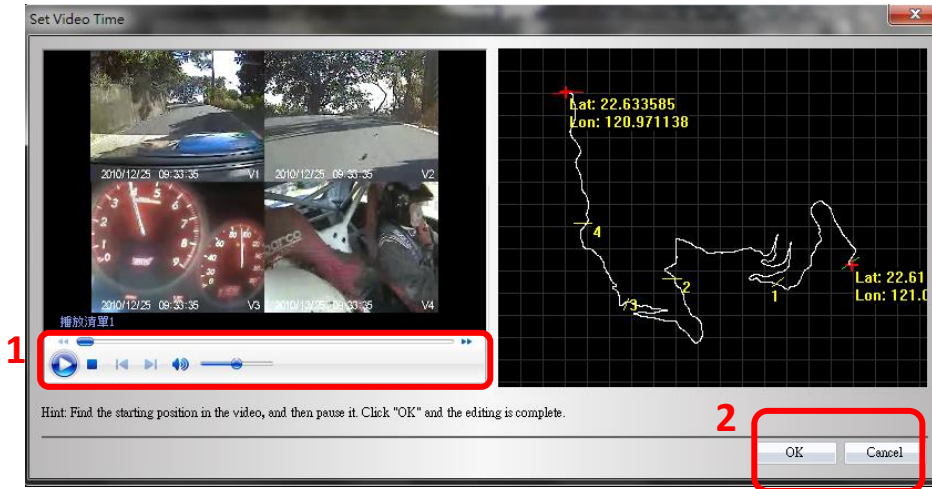 Set Video Time
2010/12/25 09:33:35 V1
2010/12/25 09:33:35 V2
2010/12/25 09:33:35 V3
2010/12/25 09:33:35 V4
播放清單1
Lat: 22.633585
Lon: 120.971138
4
3
2
1
Lat: 22.61
Lon: 121.0
1
Hint: Find the starting position in the video, and then pause it. Click "OK" and the editing is complete.
2
OK
Cancel